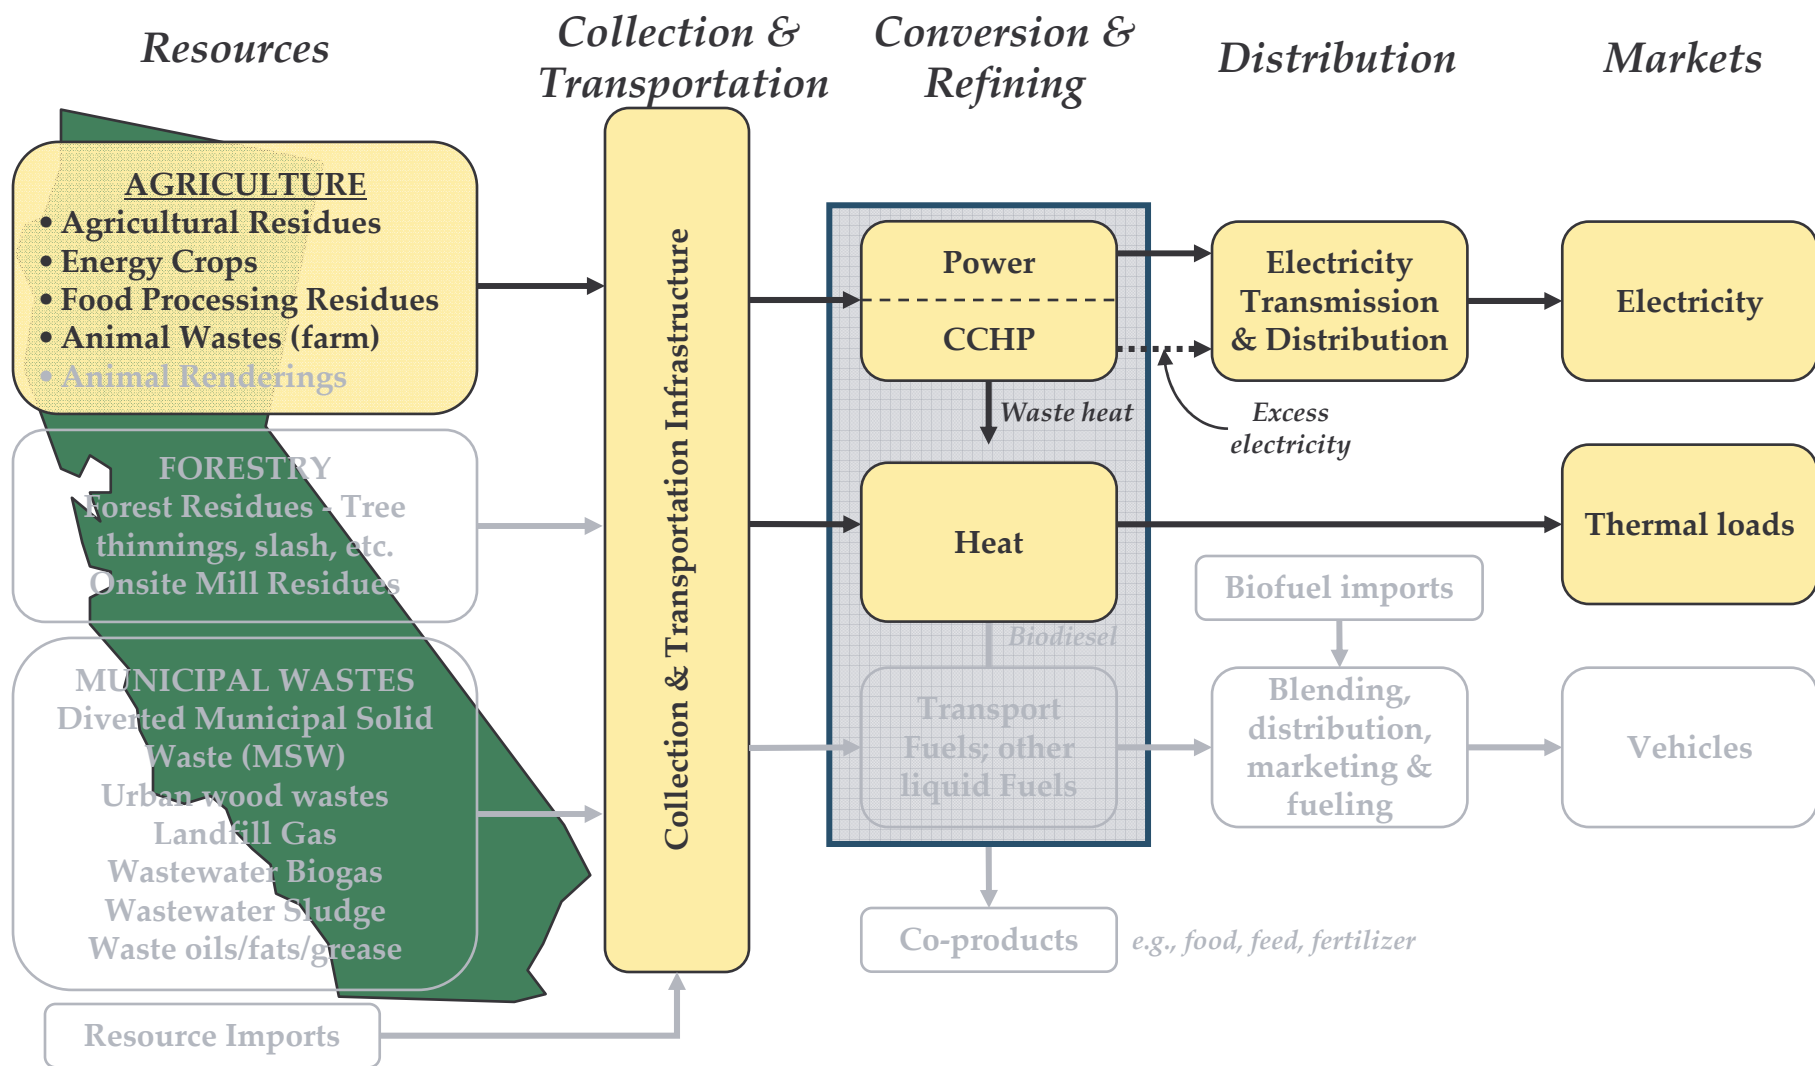 Resources
Collection &
Transportation
Conversion &
Refining
Distribution
Markets
AGRICULTURE
• Agricultural Residues
• Energy Crops
• Food Processing Residues
• Animal Wastes (farm)
• Animal Renderings
FORESTRY
Forest Residues - Tree
thinnings, slash, etc.
Onsite Mill Residues
MUNICIPAL WASTES
Diverted Municipal Solid
Waste (MSW)
Urban wood wastes
Landfill Gas
Wastewater Biogas
Wastewater Sludge
Waste oils/fats/grease
Resource Imports
Collection & Transportation Infrastructure
Power
CCHP
Waste heat
Heat
Biodiesel
Transport
Fuels; other
liquid Fuels
Co-products
e.g., food, feed, fertilizer
Electricity
Transmission
& Distribution
Excess
electricity
Biofuel imports
Blending,
distribution,
marketing &
fueling
Electricity
Thermal loads
Vehicles